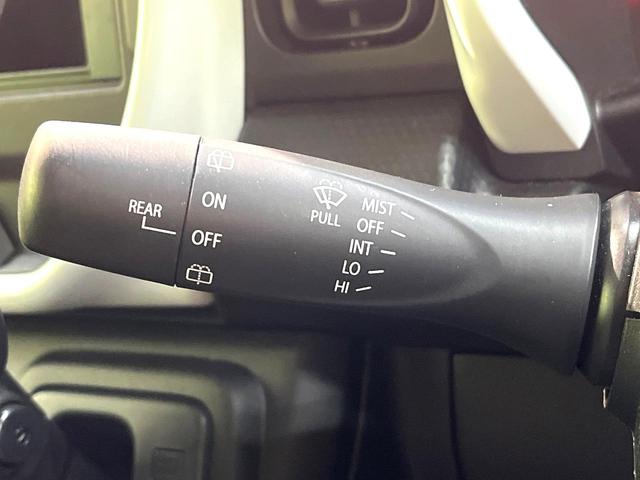 REAR
ON
OFF
PULL
MIST
OFF
INT
LO
HI